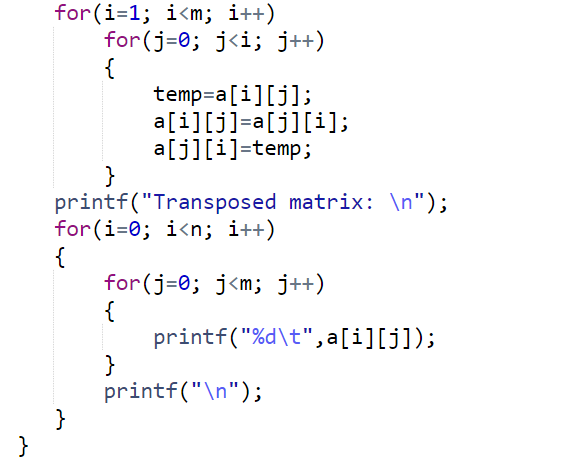 for(i=1; i<m; i++)
for(j=0; j<i; j++)
{
temp=a[i][j];
a[i][j]=a[j][i];
a[j][i]=temp;
}
printf("Transposed matrix: \n");
for(i=0; i<n; i++)
{
for(j=0; j<m; j++)
{
printf("%d\t",a[i][j]);
}
printf("\n");
}
}